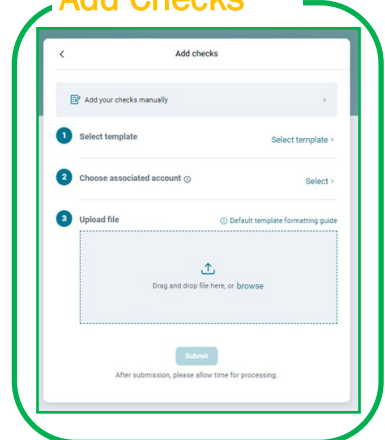 Add Checks
Add checks
Add your checks manually
1 Select template Select template
2 Choose associated account Select
3 Upload file Default template formatting guide
Drag and drop file here, or browse
Submit
After submission, please allow time for processing.